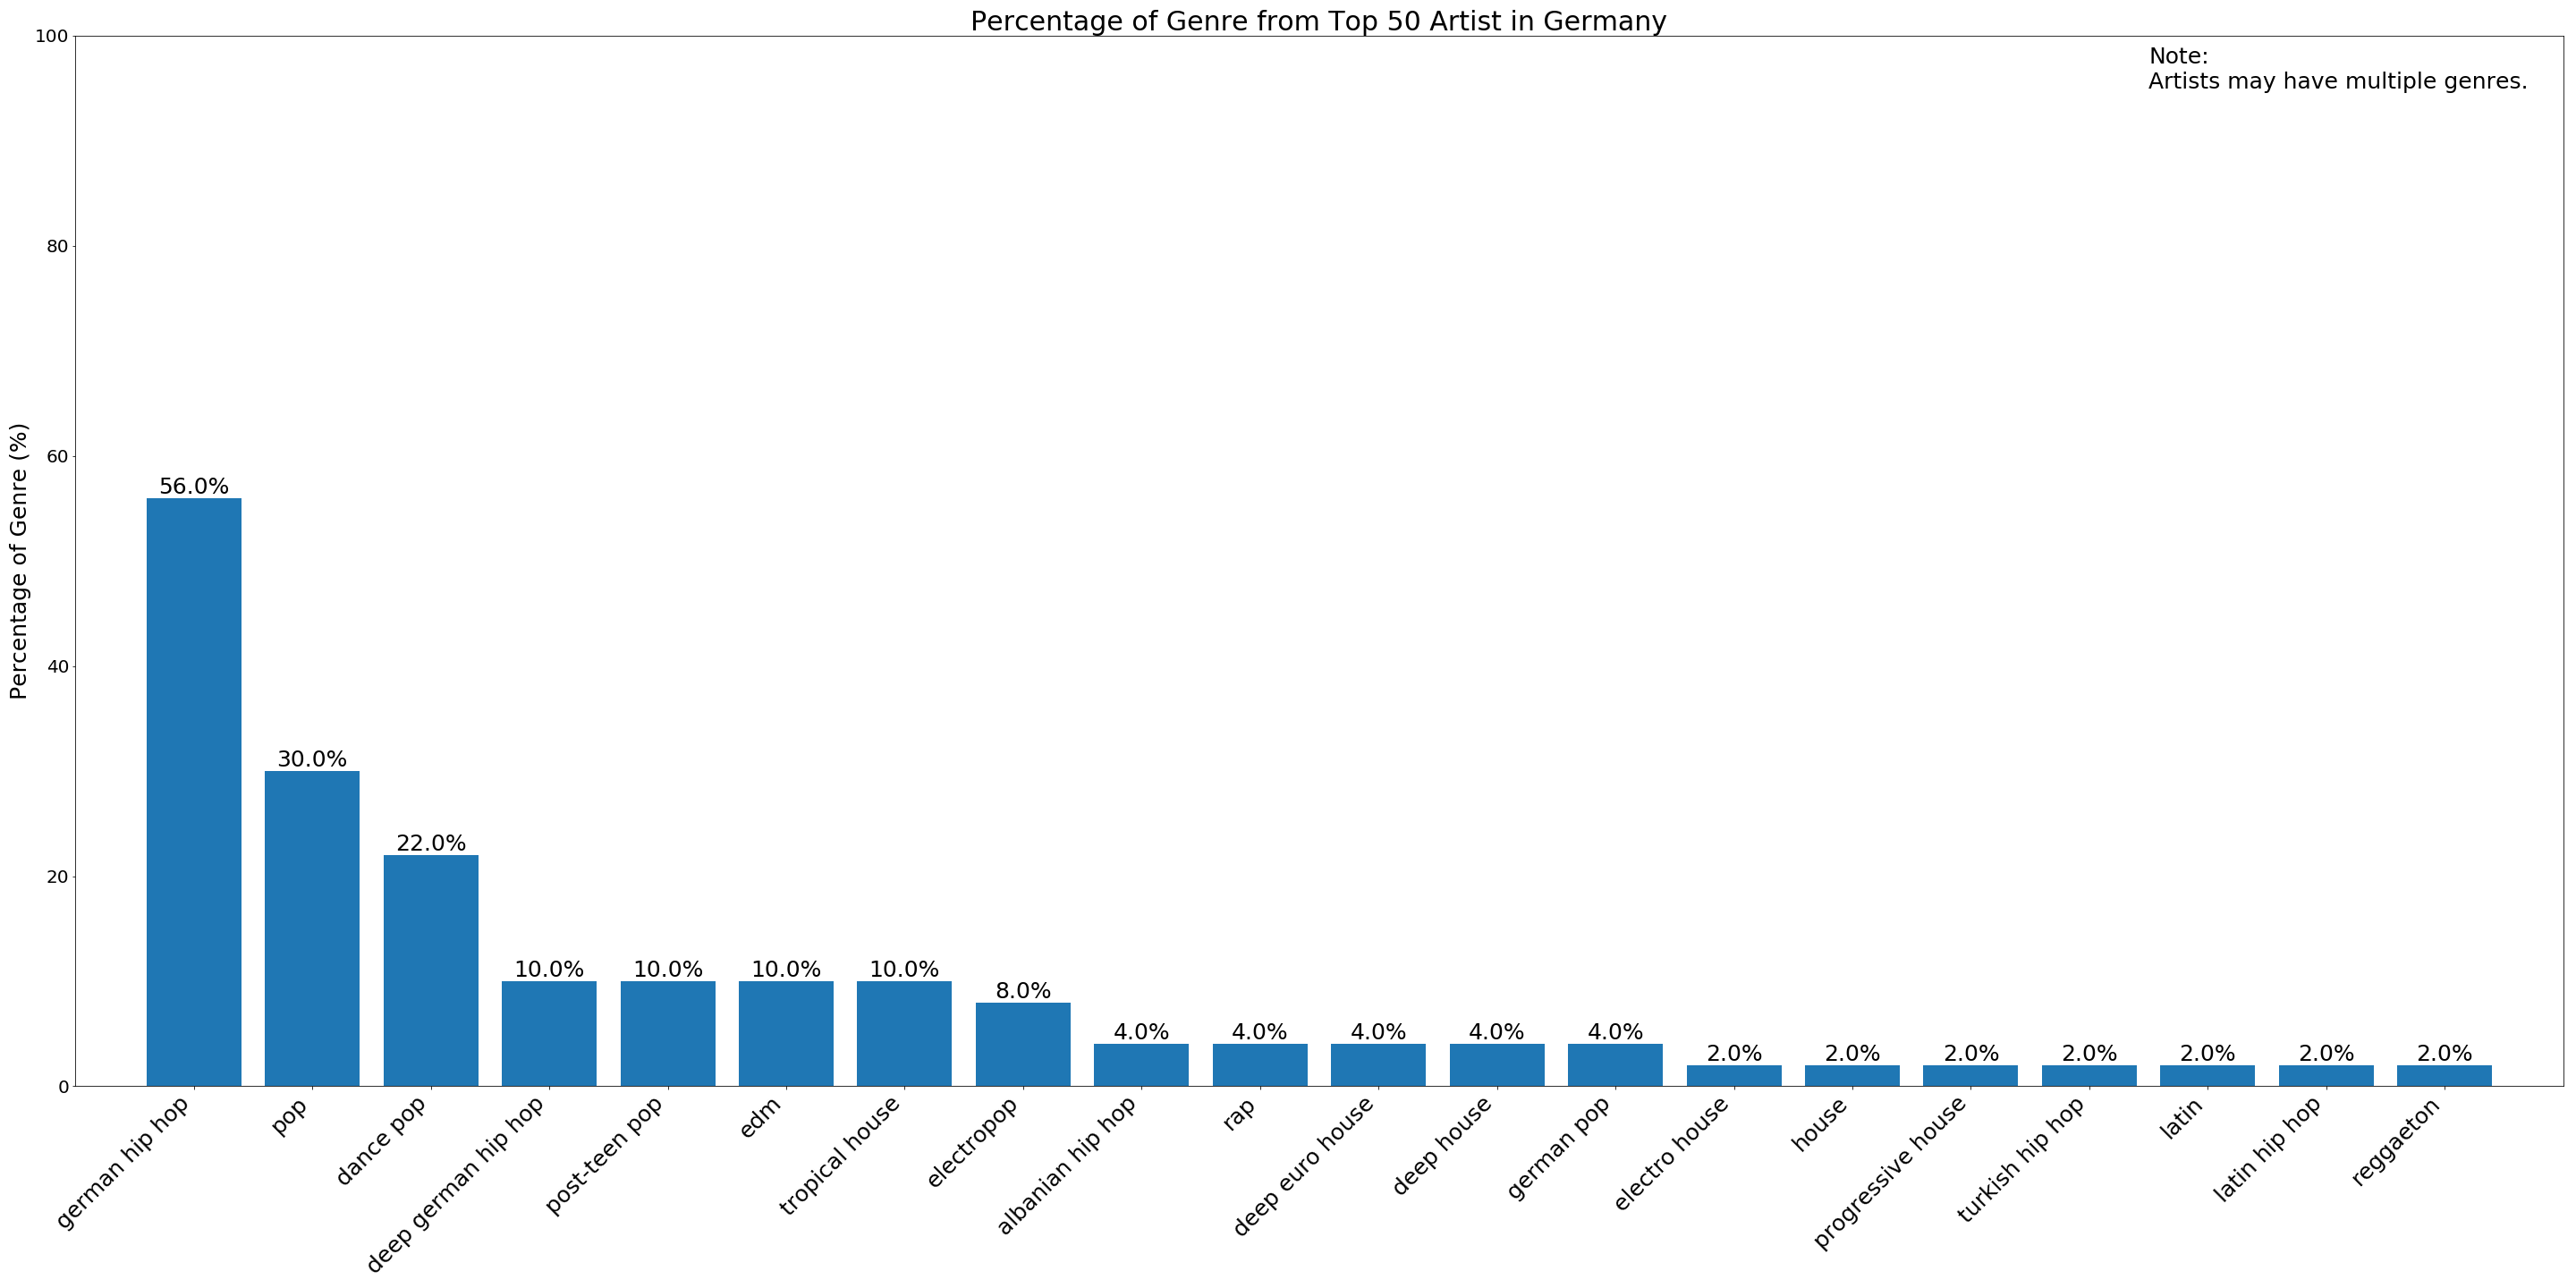 Percentage of Genre from Top 50 Artist in Germany
Note:
Artists may have multiple genres.
Percentage of Genre (%)
100
80
60
40
20
0
56.0%
30.0%
22.0%
10.0%
10.0%
10.0%
10.0%
8.0%
4.0%
4.0%
4.0%
4.0%
4.0%
2.0%
2.0%
2.0%
2.0%
2.0%
2.0%
2.0%
german hip hop
pop
dance pop
deep german hip hop
post-teen pop
edm
tropical house
electropop
albanian hip hop
rap
deep euro house
deep house
german pop
electro house
house
progressive house
turkish hip hop
latin
latin hip hop
reggaeton